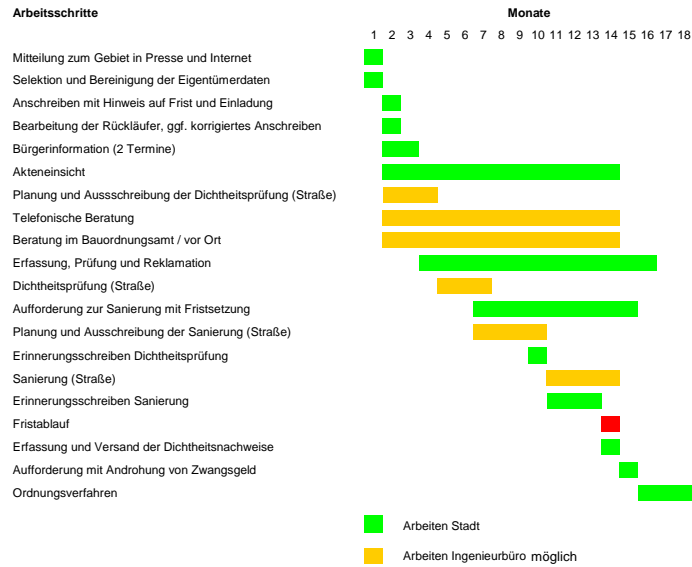 Arbeitsschritte Monate
1 2 3 4 5 6 7 8 9 10 11 12 13 14 15 16 17 18
Mitteilung zum Gebiet in Presse und Internet
Selektion und Bereinigung der Eigentümerdaten
Anschreiben mit Hinweis auf Frist und Einladung
Bearbeitung der Rückläufer, ggf. korrigiertes Anschreiben
Bürgerinformation (2 Termine)
Akteneinsicht
Planung und Aussschreibung der Dichtheitsprüfung (Straße)
Telefonische Beratung
Beratung im Bauordnungsamt / vor Ort
Erfassung, Prüfung und Reklamation
Dichtheitsprüfung (Straße)
Aufforderung zur Sanierung mit Fristsetzung
Planung und Ausschreibung der Sanierung (Straße)
Erinnerungsschreiben Dichtheitsprüfung
Sanierung (Straße)
Erinnerungsschreiben Sanierung
Fristablauf
Erfassung und Versand der Dichtheitsnachweise
Aufforderung mit Androhung von Zwangsgeld
Ordnungsverfahren
Arbeiten Stadt
Arbeiten Ingenieurbüro möglich